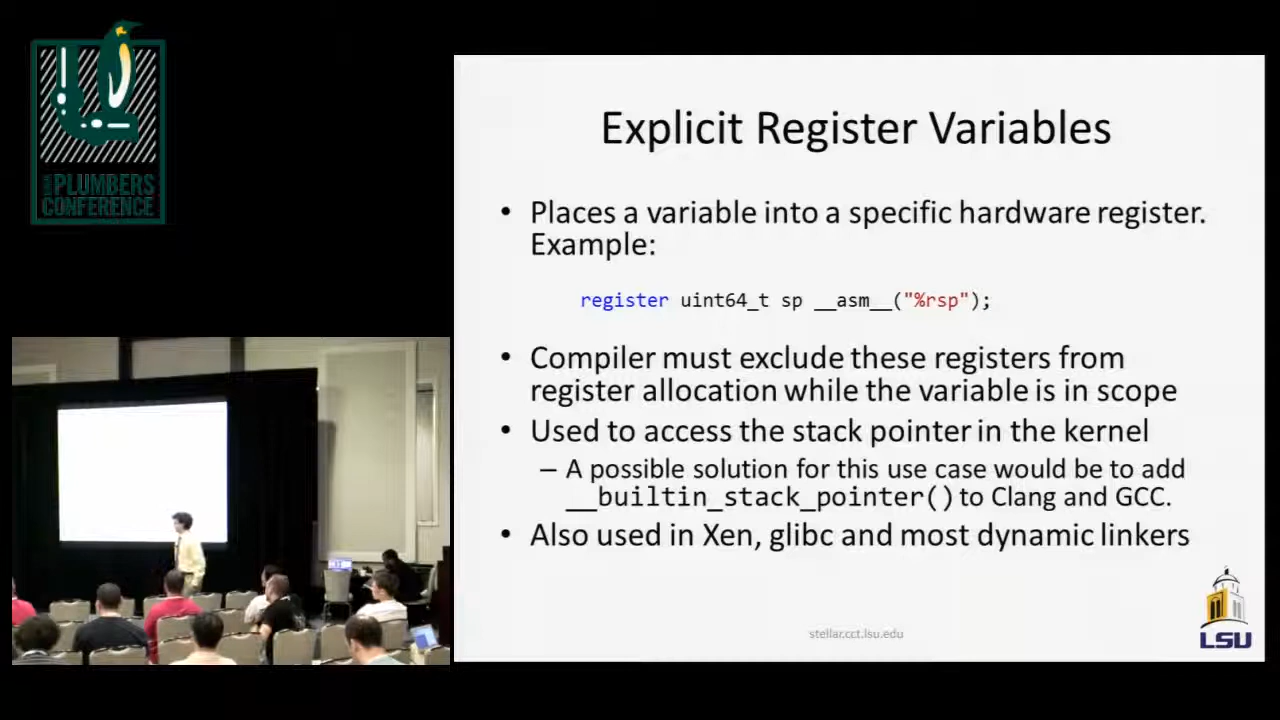 LINUX
PLUMBERS
CONFERENCE
Explicit Register Variables
• Places a variable into a specific hardware register.
Example:
register uint64_t sp __asm__("%rsp");
• Compiler must exclude these registers from
register allocation while the variable is in scope
• Used to access the stack pointer in the kernel
– A possible solution for this use case would be to add
__builtin_stack_pointer() to Clang and GCC.
• Also used in Xen, glibc and most dynamic linkers
stellar.cct.lsu.edu
LSU